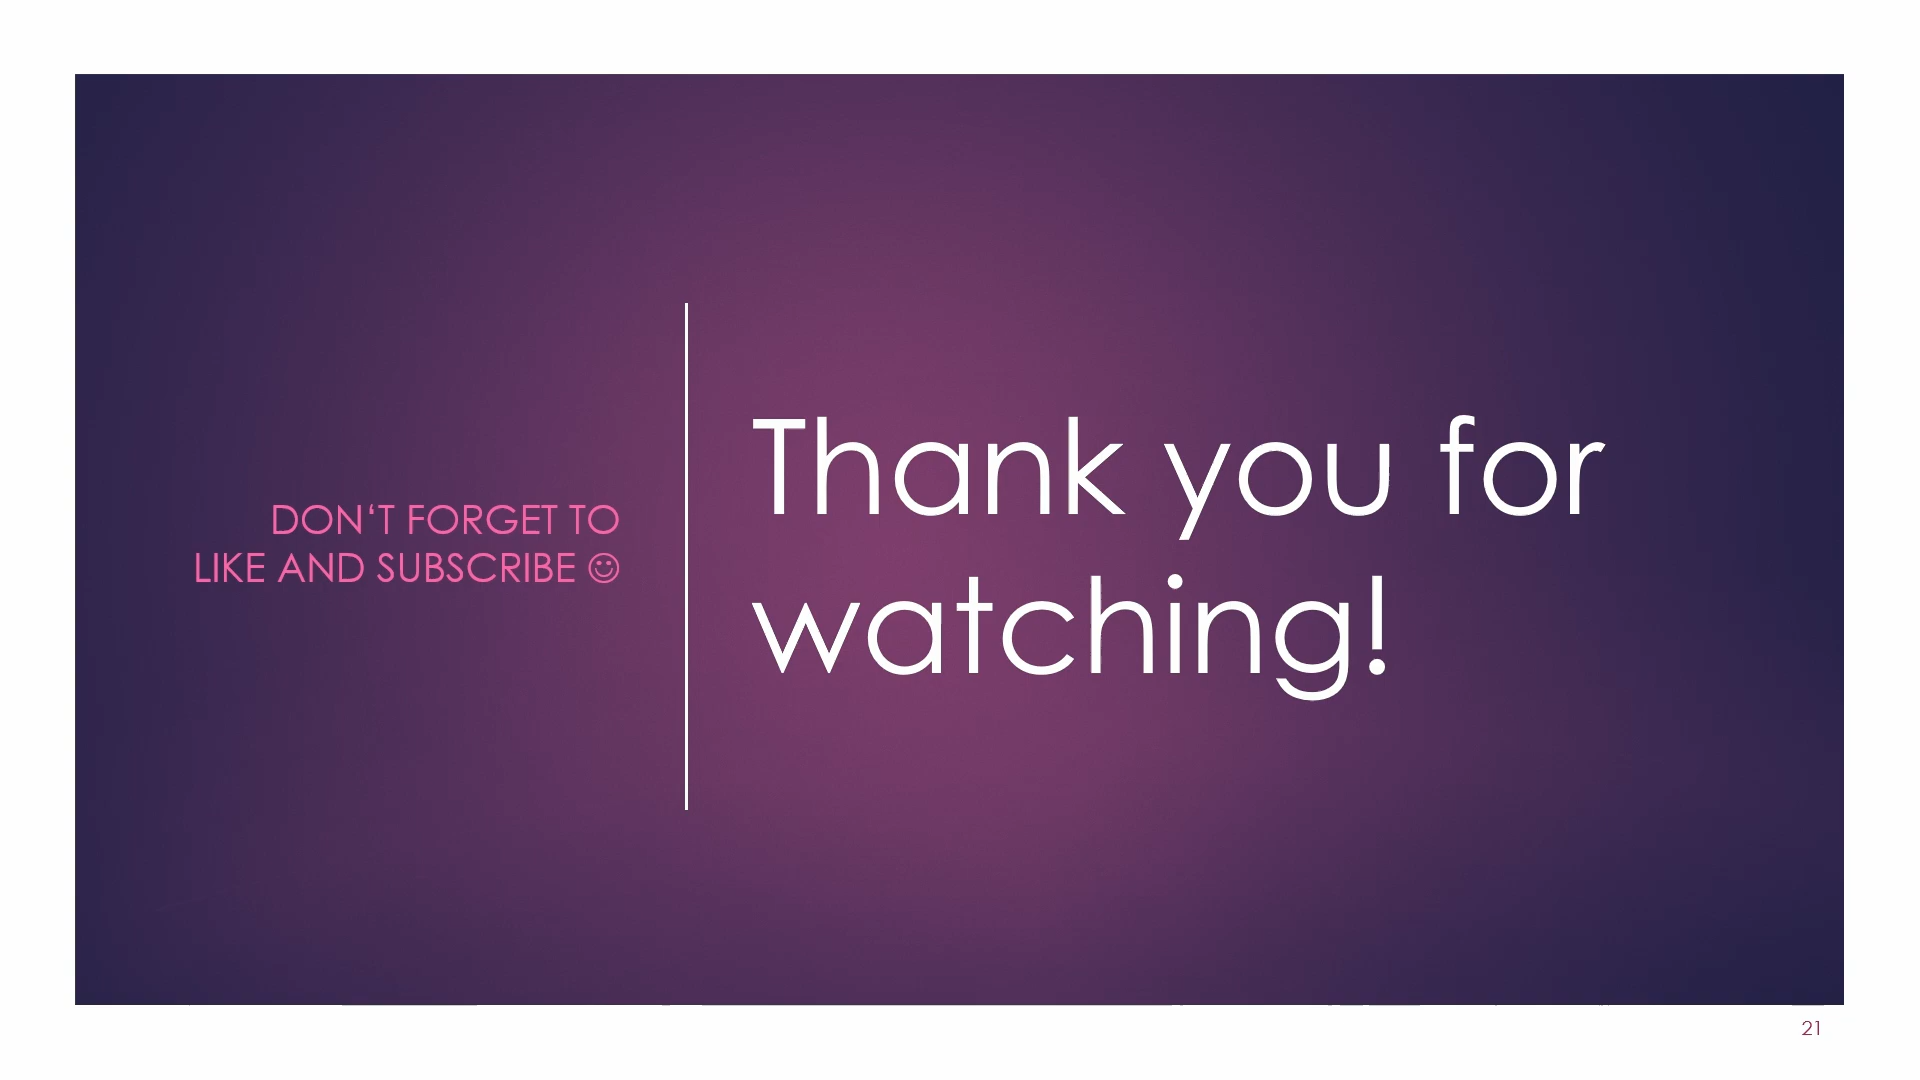 DON‘T FORGET TO
LIKE AND SUBSCRIBE ☺
Thank you for
watching!
21